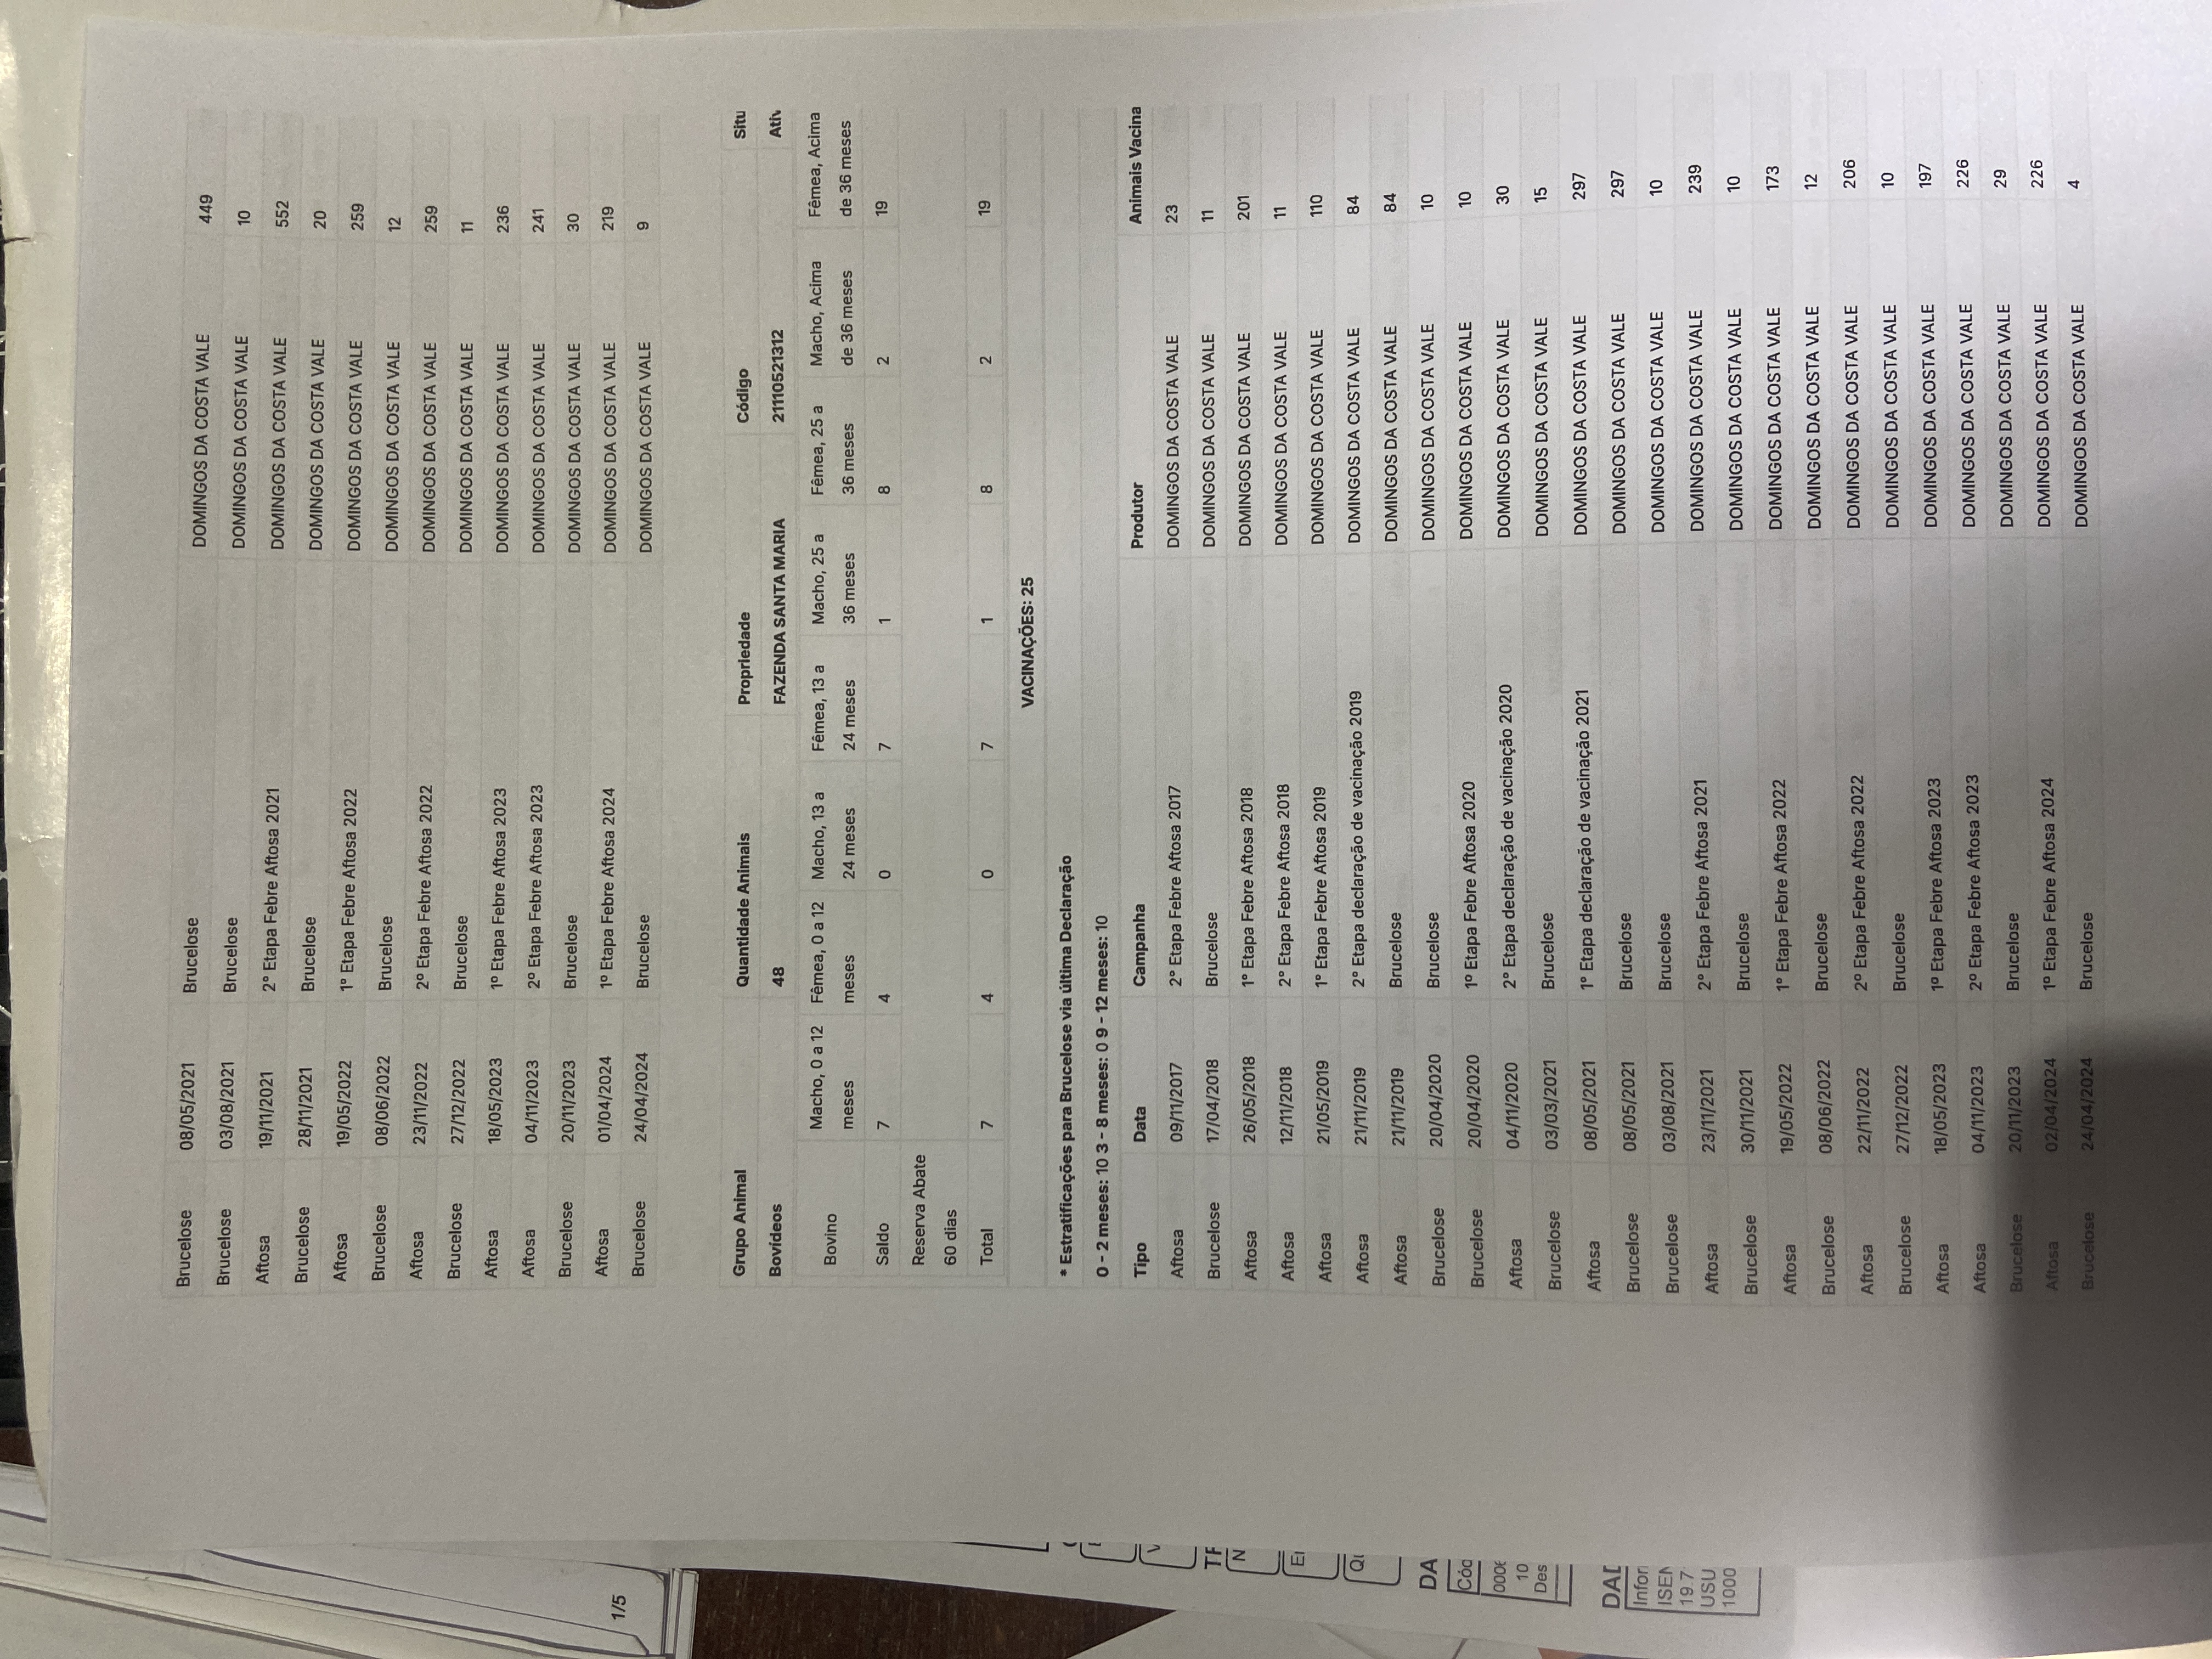 Brucelose 08/05/2021 Brucelose DOMINGOS DA COSTA VALE 449
Brucelose 03/08/2021 Brucelose DOMINGOS DA COSTA VALE 10
Aftosa 19/11/2021 2° Etapa Febre Aftosa 2021 DOMINGOS DA COSTA VALE 552
Brucelose 28/11/2021 Brucelose DOMINGOS DA COSTA VALE 20
Aftosa 19/05/2022 1° Etapa Febre Aftosa 2022 DOMINGOS DA COSTA VALE 259
Brucelose 08/06/2022 Brucelose DOMINGOS DA COSTA VALE 12
Aftosa 23/11/2022 2º Etapa Febre Aftosa 2022 DOMINGOS DA COSTA VALE 259
Brucelose 27/12/2022 Brucelose DOMINGOS DA COSTA VALE 11
Aftosa 18/05/2023 1º Etapa Febre Aftosa 2023 DOMINGOS DA COSTA VALE 236
Aftosa 04/11/2023 2º Etapa Febre Aftosa 2023 DOMINGOS DA COSTA VALE 241
Brucelose 20/11/2023 Brucelose DOMINGOS DA COSTA VALE 30
Aftosa 01/04/2024 1º Etapa Febre Aftosa 2024 DOMINGOS DA COSTA VALE 219
Brucelose 24/04/2024 Brucelose DOMINGOS DA COSTA VALE 9
Grupo Animal Quantidade Animais Propriedade Código Situ
Bovídeos 48 FAZENDA SANTA MARIA 21110521312 Ativ
Bovino Macho, 0 a 12 meses Fêmea, 0 a 12 meses Macho, 13 a 24 meses Fêmea, 13 a 24 meses Macho, 25 a 36 meses Fêmea, 25 a 36 meses Macho, Acima de 36 meses Fêmea, Acima de 36 meses
Saldo 7 4 0 7 1 8 2 19
Reserva Abate
60 dias
Total 7 4 0 7 1 8 2 19
VACINAÇÕES: 25
* Estratificações para Brucelose via última Declaração
0 - 2 meses: 10 3 - 8 meses: 0 9 - 12 meses: 10
Tipo Data Campanha Produtor Animais Vacina
Aftosa 09/11/2017 2° Etapa Febre Aftosa 2017 DOMINGOS DA COSTA VALE 23
Brucelose 17/04/2018 Brucelose DOMINGOS DA COSTA VALE 11
Aftosa 26/05/2018 1° Etapa Febre Aftosa 2018 DOMINGOS DA COSTA VALE 201
Aftosa 12/11/2018 2° Etapa Febre Aftosa 2018 DOMINGOS DA COSTA VALE 11
Aftosa 21/05/2019 1° Etapa Febre Aftosa 2019 DOMINGOS DA COSTA VALE 110
Aftosa 21/11/2019 2° Etapa declaração de vacinação 2019 DOMINGOS DA COSTA VALE 84
Aftosa 21/11/2019 Brucelose DOMINGOS DA COSTA VALE 84
Brucelose 20/04/2020 Brucelose DOMINGOS DA COSTA VALE 10
Brucelose 20/04/2020 1º Etapa Febre Aftosa 2020 DOMINGOS DA COSTA VALE 10
Aftosa 04/11/2020 2° Etapa declaração de vacinação 2020 DOMINGOS DA COSTA VALE 30
Brucelose 03/03/2021 Brucelose DOMINGOS DA COSTA VALE 15
Aftosa 08/05/2021 1° Etapa declaração de vacinação 2021 DOMINGOS DA COSTA VALE 297
Brucelose 08/05/2021 Brucelose DOMINGOS DA COSTA VALE 297
Brucelose 03/08/2021 Brucelose DOMINGOS DA COSTA VALE 10
Aftosa 23/11/2021 2° Etapa Febre Aftosa 2021 DOMINGOS DA COSTA VALE 239
Brucelose 30/11/2021 Brucelose DOMINGOS DA COSTA VALE 10
Aftosa 19/05/2022 1° Etapa Febre Aftosa 2022 DOMINGOS DA COSTA VALE 173
Brucelose 08/06/2022 Brucelose DOMINGOS DA COSTA VALE 12
Aftosa 22/11/2022 2º Etapa Febre Aftosa 2022 DOMINGOS DA COSTA VALE 206
Brucelose 27/12/2022 Brucelose DOMINGOS DA COSTA VALE 10
Aftosa 18/05/2023 1º Etapa Febre Aftosa 2023 DOMINGOS DA COSTA VALE 197
Aftosa 04/11/2023 2º Etapa Febre Aftosa 2023 DOMINGOS DA COSTA VALE 226
Brucelose 20/11/2023 Brucelose DOMINGOS DA COSTA VALE 29
Aftosa 02/04/2024 1º Etapa Febre Aftosa 2024 DOMINGOS DA COSTA VALE 226
Brucelose 24/04/2024 Brucelose DOMINGOS DA COSTA VALE 4
1/5
TF
N
DA
Cód
0006
10
Des
DAD
Infor
ISEN
19.7
USU
1000